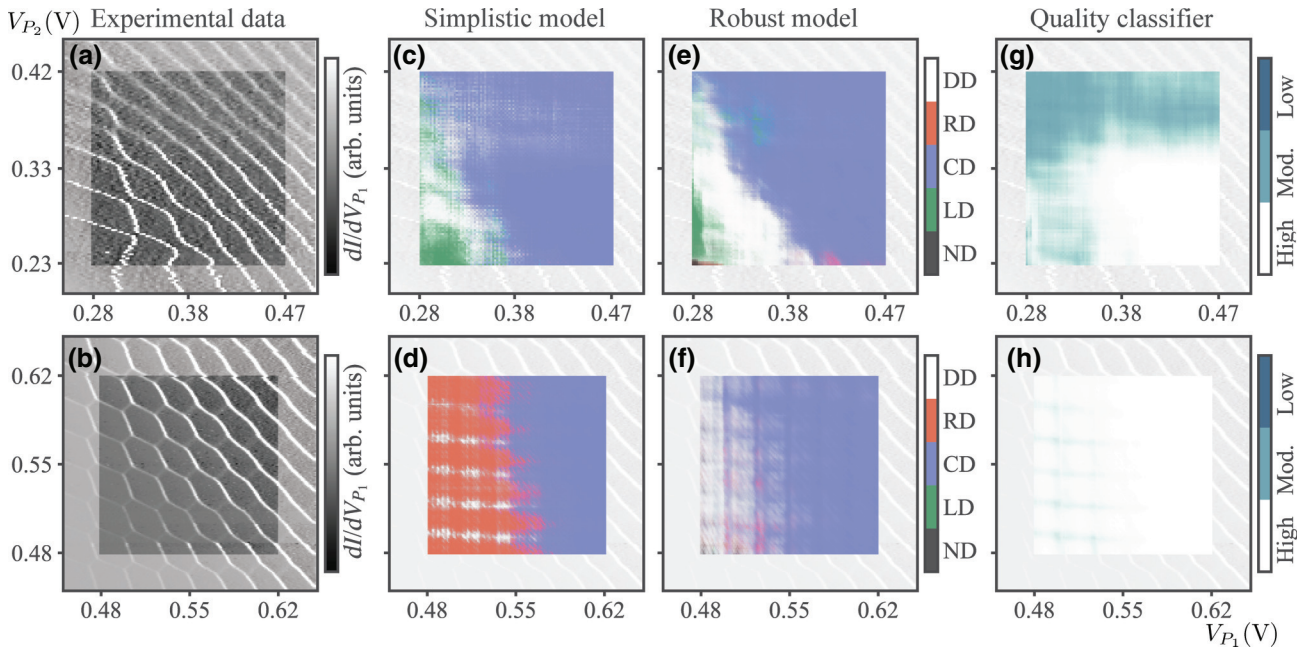 V_{P_2}(V) Experimental data Simplistic model Robust model Quality classifier
(a) (c) (e) (g)
0.42
0.33
0.23
dI/dV_{P_1} (arb. units)
DD
RD
CD
LD
ND
Low
Mod.
High
0.28 0.38 0.47 0.28 0.38 0.47 0.28 0.38 0.47 0.28 0.38 0.47
(b) (d) (f) (h)
0.62
0.55
0.48
dI/dV_{P_1} (arb. units)
DD
RD
CD
LD
ND
Low
Mod.
High
0.48 0.55 0.62 0.48 0.55 0.62 0.48 0.55 0.62 0.48 0.55 0.62
V_{P_1}(V)